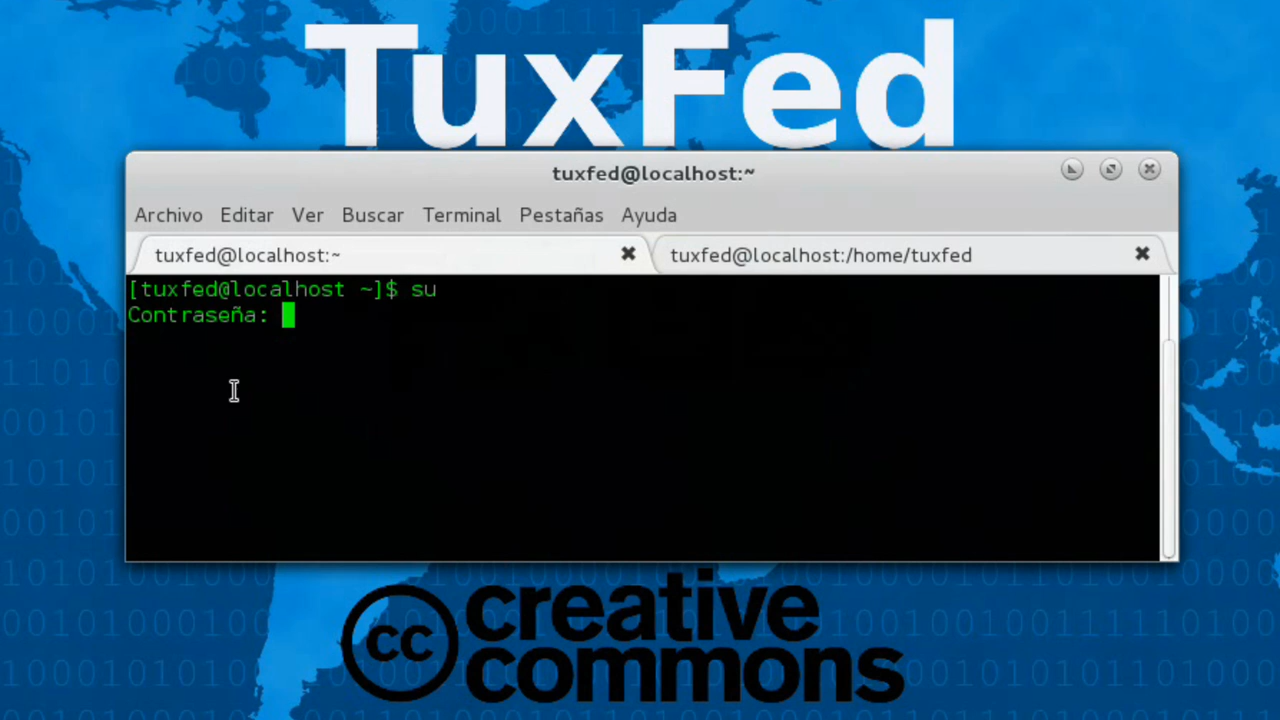 TuxFed
tuxfed@localhost:~
Archivo Editar Ver Buscar Terminal Pestañas Ayuda
tuxfed@localhost:~ tuxfed@localhost:/home/tuxfed
[tuxfed@localhost ~]$ su
Contraseña:
cc creative
commons